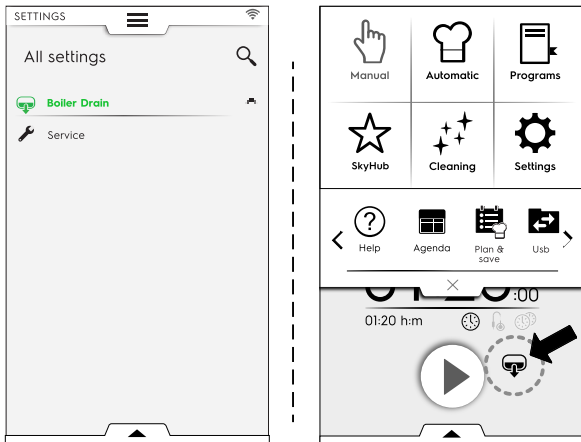 SETTINGS
All settings
Boiler Drain
Service
Manual Automatic Programs
SkyHub Cleaning Settings
Help Agenda Plan & save Usb
:00
01:20 h:m